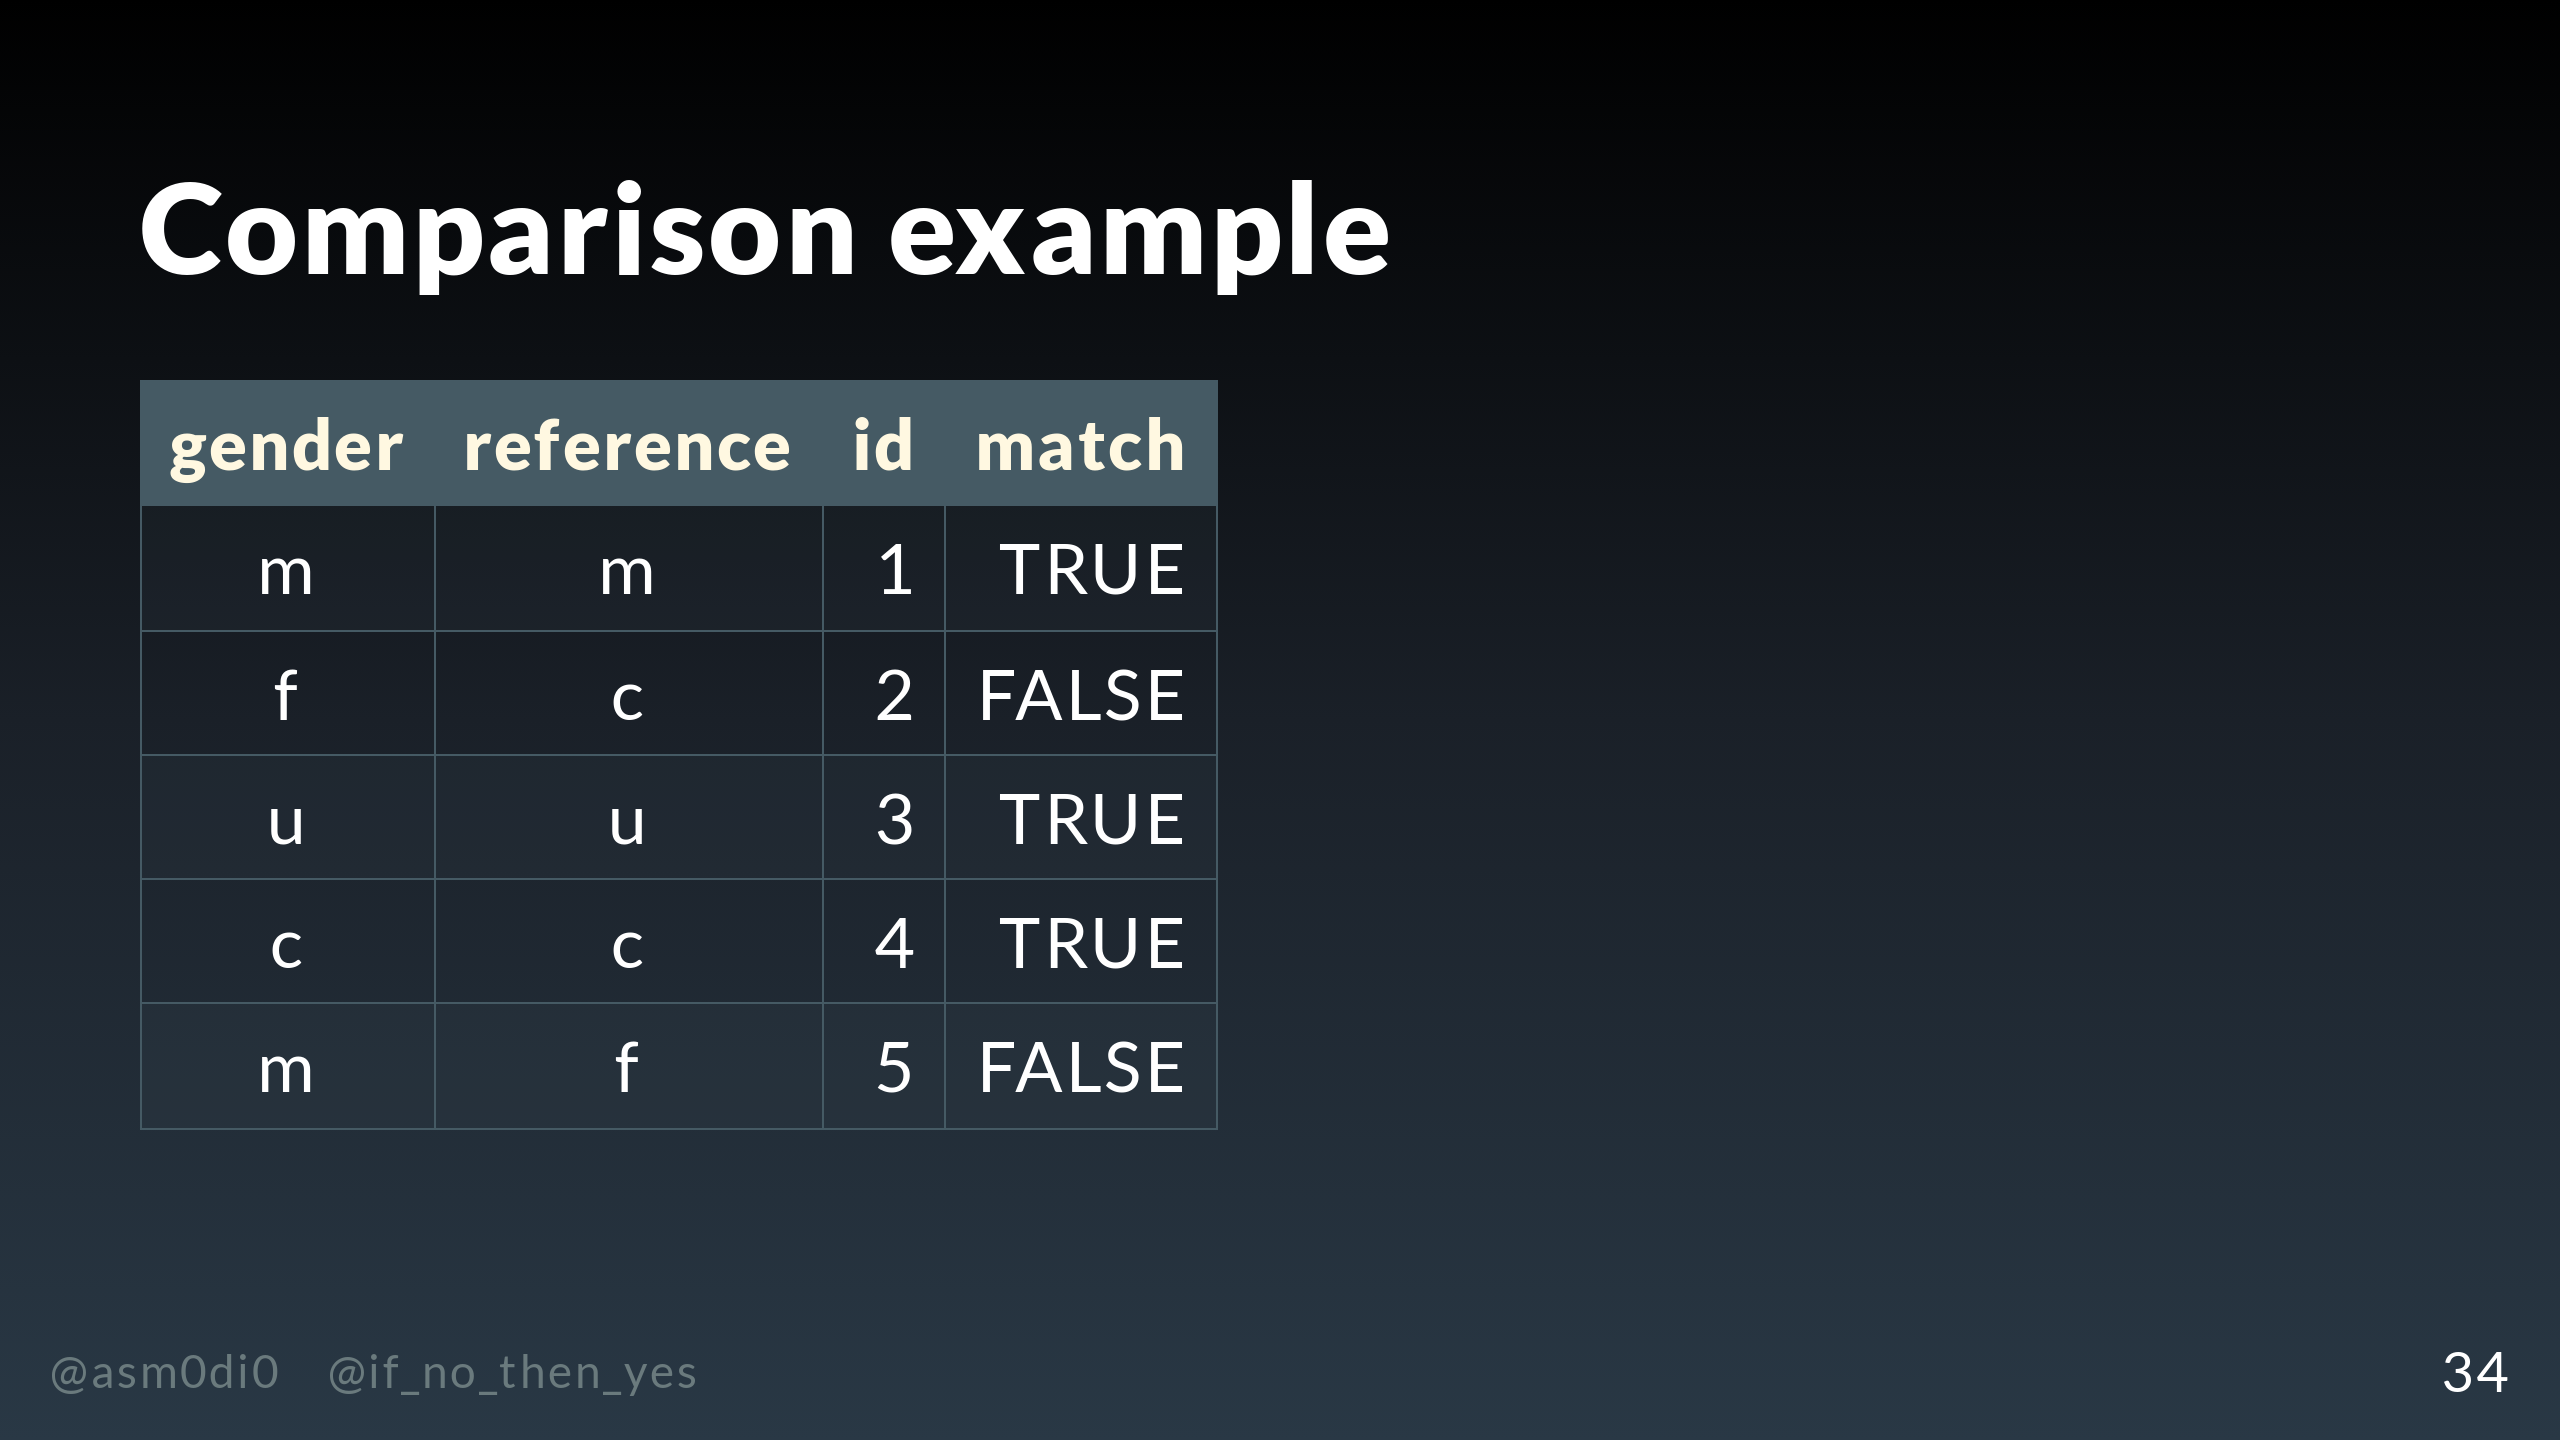 Comparison example
gender reference id match
m m 1 TRUE
f c 2 FALSE
u u 3 TRUE
c c 4 TRUE
m f 5 FALSE
@asm0di0 @if_no_then_yes 34